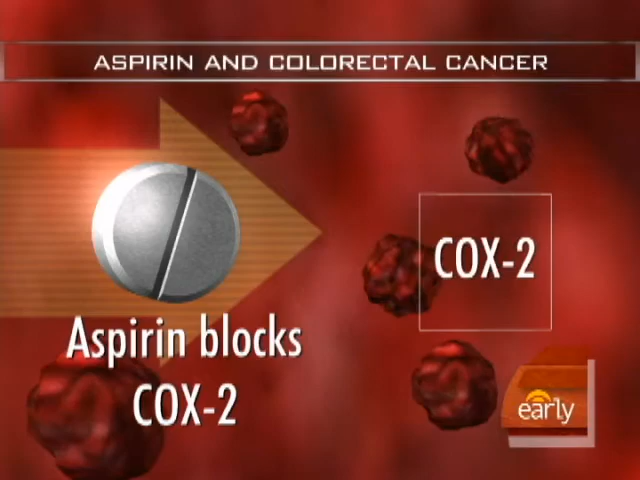 ASPIRIN AND COLORECTAL CANCER
COX-2
Aspirin blocks
COX-2
early